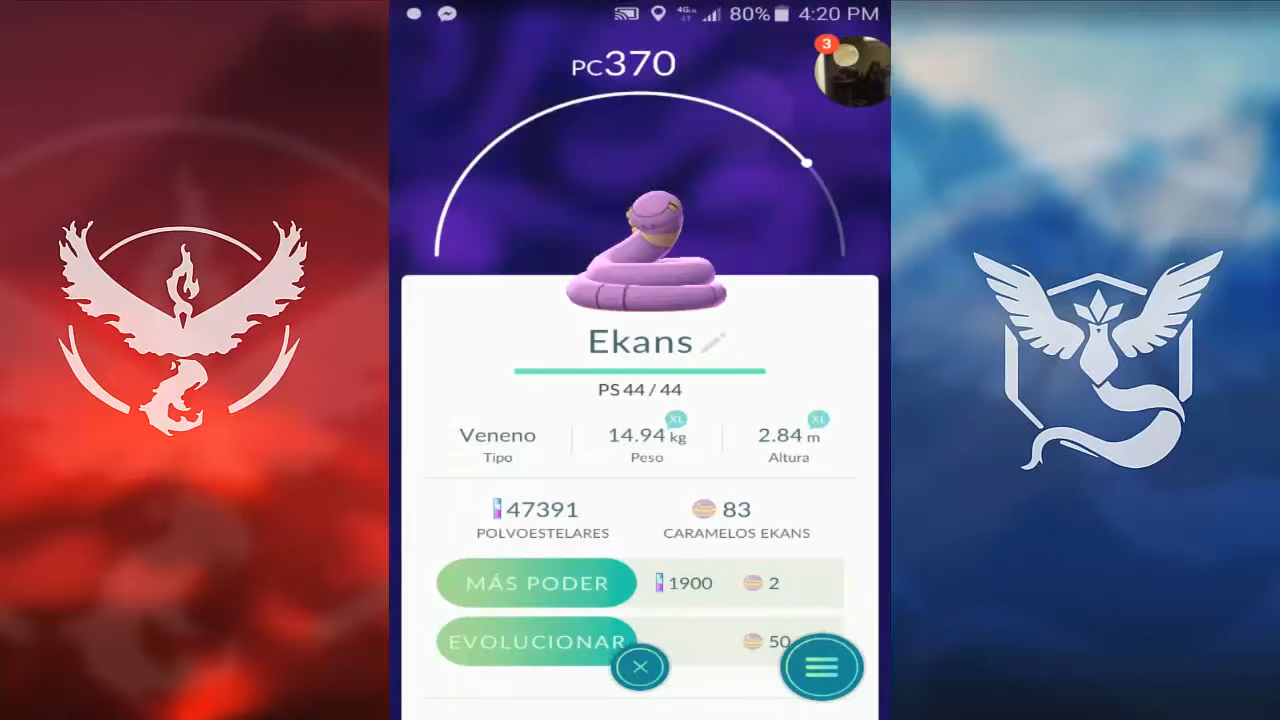 80% 4:20 PM
3
PC370
Ekans
PS 44 / 44
XL XL
Veneno 14.94 kg 2.84 m
Tipo Peso Altura
47391 83
POLVOESTELARES CARAMELOS EKANS
MÁS PODER 1900 2
EVOLUCIONAR 50